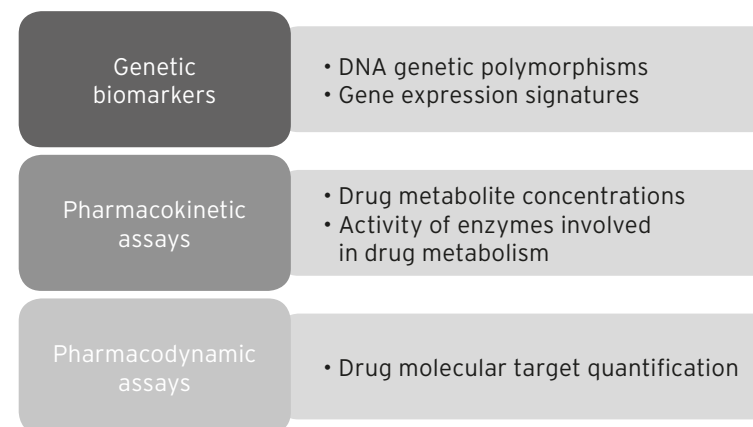 Genetic
biomarkers
• DNA genetic polymorphisms
• Gene expression signatures
Pharmacokinetic
assays
• Drug metabolite concentrations
• Activity of enzymes involved
in drug metabolism
Pharmacodynamic
assays
• Drug molecular target quantification